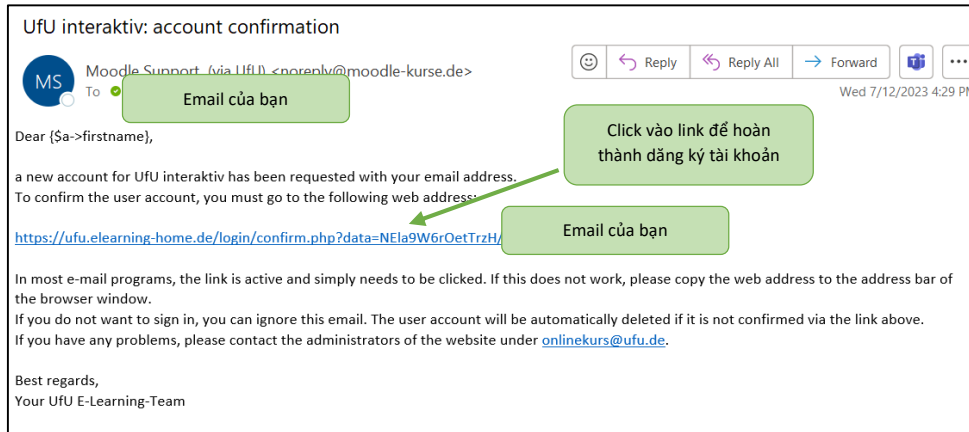 UfU interaktiv: account confirmation
MS
Moodle Support (via UfU) <noreply@moodle-kurse.de>
Reply
Reply All
Forward
To
Email của bạn
Wed 7/12/2023 4:29 PM
Dear {$a->firstname},
Click vào link để hoàn
thành dăng ký tài khoản
a new account for UfU interaktiv has been requested with your email address.
To confirm the user account, you must go to the following web address:
Email của bạn
https://ufu.elearning-home.de/login/confirm.php?data=NEla9W6rOetTrzH/
In most e-mail programs, the link is active and simply needs to be clicked. If this does not work, please copy the web address to the address bar of
the browser window.
If you do not want to sign in, you can ignore this email. The user account will be automatically deleted if it is not confirmed via the link above.
If you have any problems, please contact the administrators of the website under onlinekurs@ufu.de.
Best regards,
Your UfU E-Learning-Team